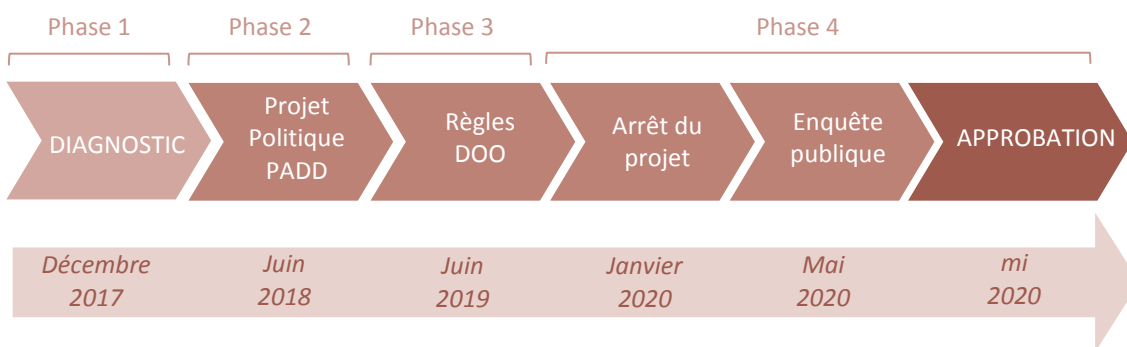 Phase 1
Phase 2
Phase 3
Phase 4
DIAGNOSTIC
Projet
Politique
PADD
Règles
DOO
Arrêt du
projet
Enquête
publique
APPROBATION
Décembre
2017
Juin
2018
Juin
2019
Janvier
2020
Mai
2020
mi
2020